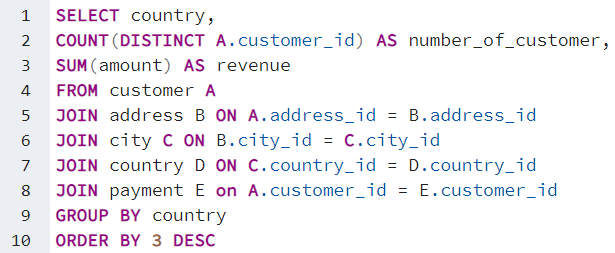 1 SELECT country,
2 COUNT(DISTINCT A.customer_id) AS number_of_customer,
3 SUM(amount) AS revenue
4 FROM customer A
5 JOIN address B ON A.address_id = B.address_id
6 JOIN city C ON B.city_id = C.city_id
7 JOIN country D ON C.country_id = D.country_id
8 JOIN payment E on A.customer_id = E.customer_id
9 GROUP BY country
10 ORDER BY 3 DESC